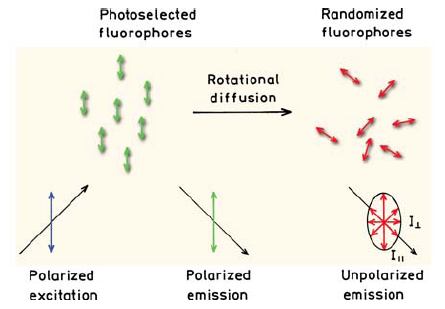 Photoselected
fluorophores
Randomized
fluorophores
Rotational
diffusion
I⊥
I||
Polarized
excitation
Polarized
emission
Unpolarized
emission